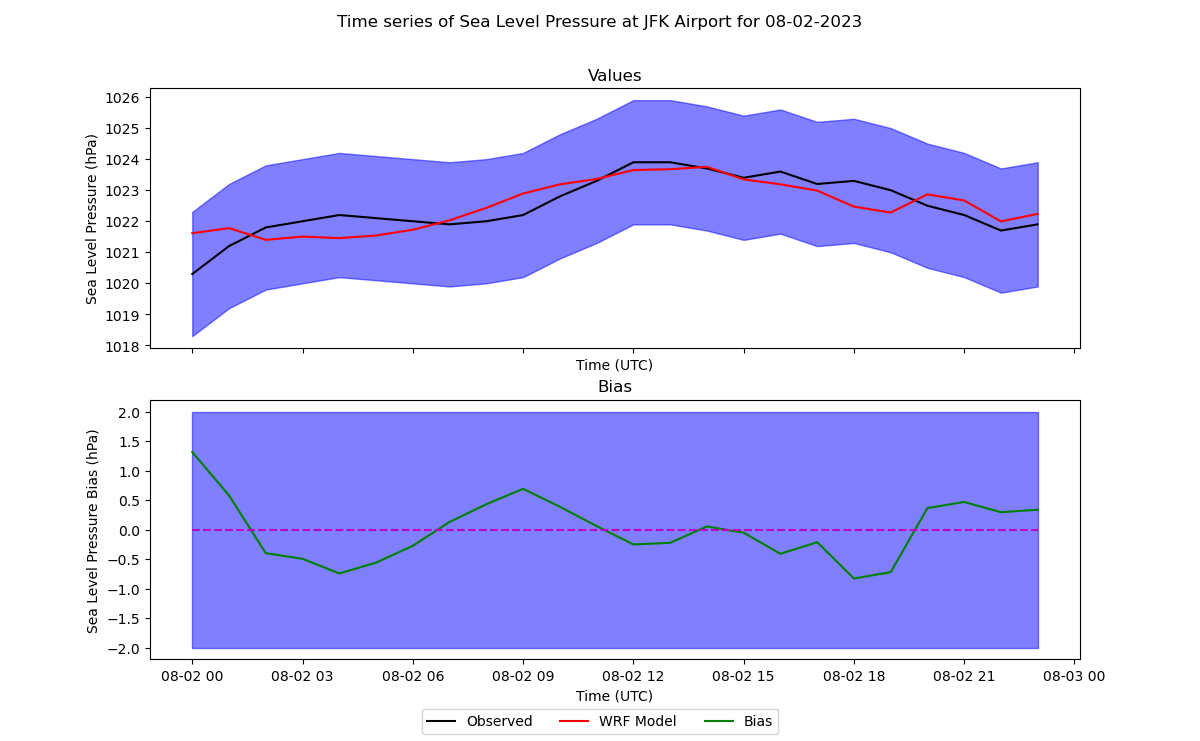 Time series of Sea Level Pressure at JFK Airport for 08-02-2023
Values
Sea Level Pressure (hPa)
1026
1025
1024
1023
1022
1021
1020
1019
1018
Time (UTC)
Bias
Sea Level Pressure Bias (hPa)
2.0
1.5
1.0
0.5
0.0
−0.5
−1.0
−1.5
−2.0
08-02 00 08-02 03 08-02 06 08-02 09 08-02 12 08-02 15 08-02 18 08-02 21 08-03 00
Time (UTC)
Observed WRF Model Bias